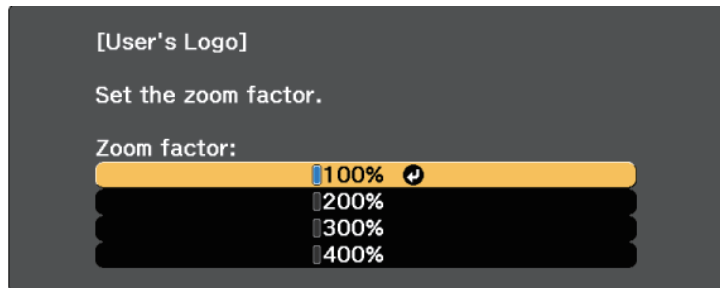 [User's Logo]
Set the zoom factor.
Zoom factor:
100%
200%
300%
400%